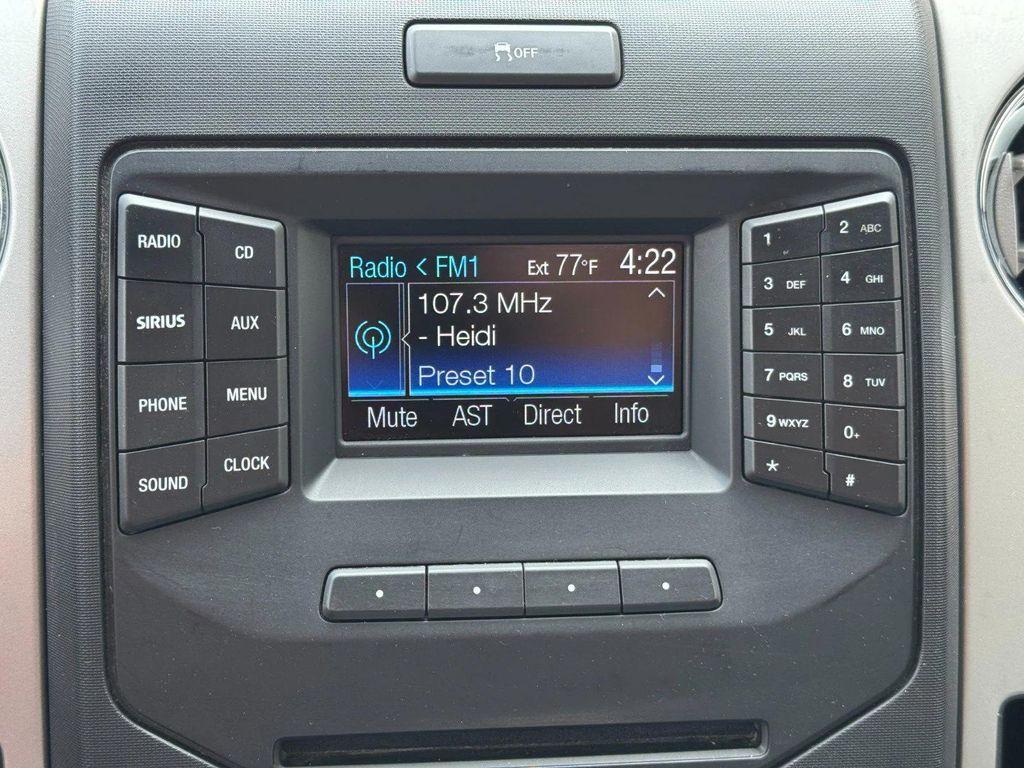 OFF
RADIO
CD
SIRIUS
AUX
PHONE
MENU
SOUND
CLOCK
Radio < FM1 Ext 77°F 4:22
107.3 MHz
- Heidi
Preset 10
Mute AST Direct Info
1 2 ABC
3 DEF 4 GHI
5 JKL 6 MNO
7 PQRS 8 TUV
9 WXYZ 0+
* #